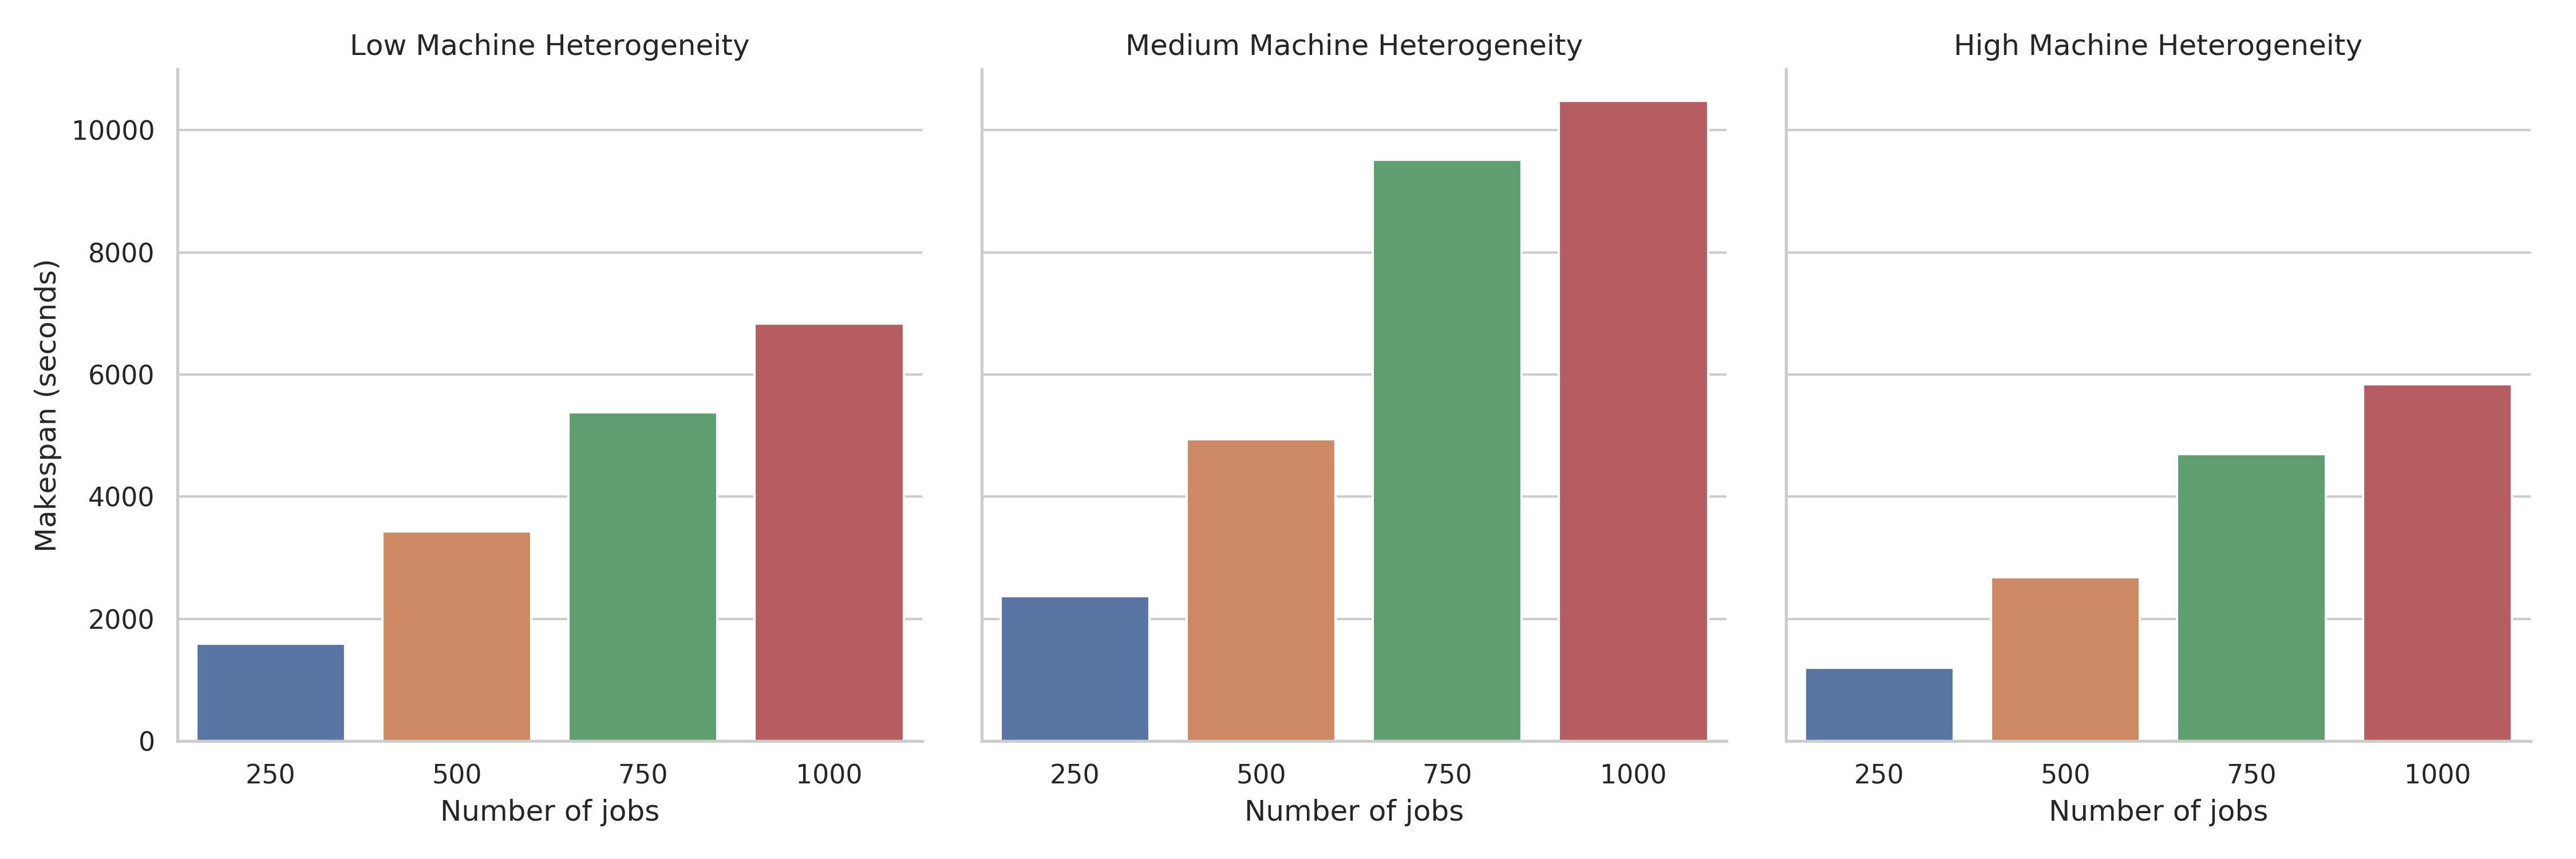 Low Machine Heterogeneity
Medium Machine Heterogeneity
High Machine Heterogeneity
Makespan (seconds)
10000
8000
6000
4000
2000
0
250 500 750 1000
Number of jobs
250 500 750 1000
Number of jobs
250 500 750 1000
Number of jobs